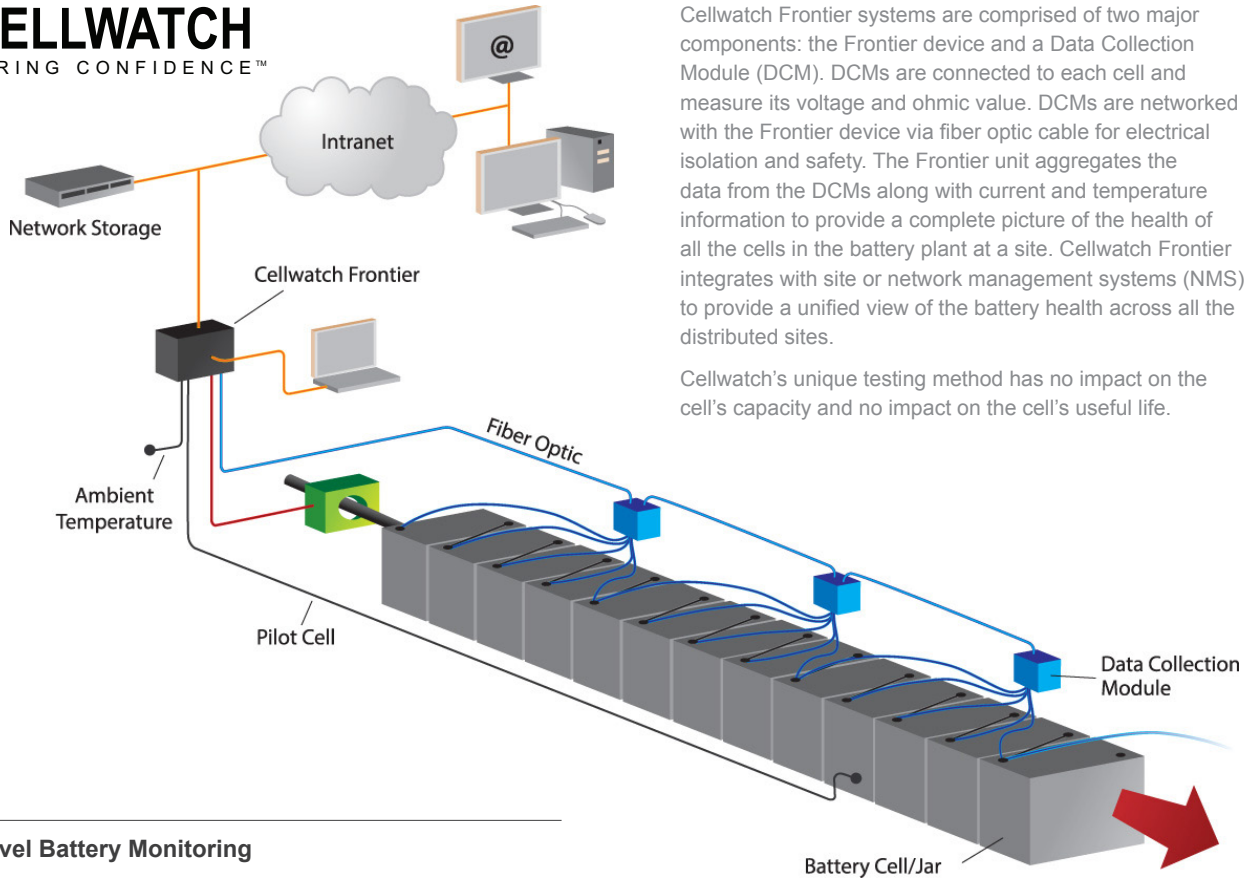 ELLWATCH
RING CONFIDENCE™
@
Intranet
Network Storage
Cellwatch Frontier
Cellwatch Frontier systems are comprised of two major
components: the Frontier device and a Data Collection
Module (DCM). DCMs are connected to each cell and
measure its voltage and ohmic value. DCMs are networked
with the Frontier device via fiber optic cable for electrical
isolation and safety. The Frontier unit aggregates the
data from the DCMs along with current and temperature
information to provide a complete picture of the health of
all the cells in the battery plant at a site. Cellwatch Frontier
integrates with site or network management systems (NMS)
to provide a unified view of the battery health across all the
distributed sites.
Cellwatch's unique testing method has no impact on the
cell's capacity and no impact on the cell's useful life.
Fiber Optic
Ambient
Temperature
Pilot Cell
Data Collection
Module
Battery Cell/Jar
vel Battery Monitoring